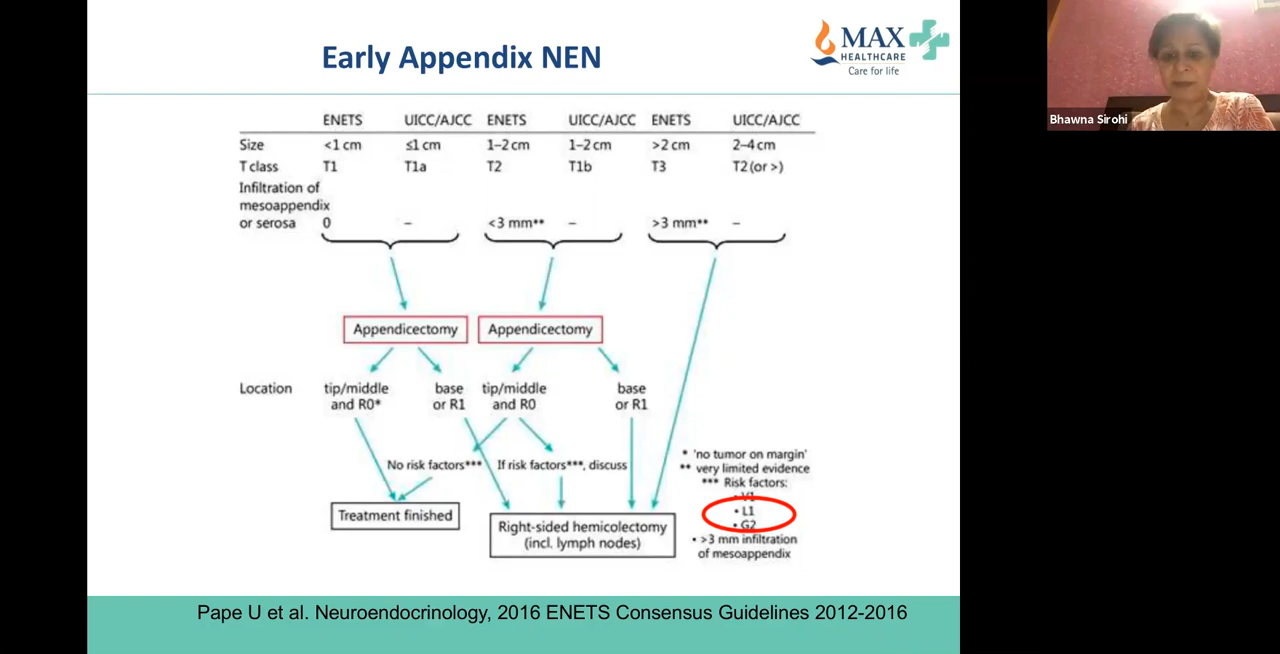 Early Appendix NEN
MAX
HEALTHCARE
Care for life
Bhawna Sirohi
ENETS UICC/AJCC ENETS UICC/AJCC ENETS UICC/AJCC
Size <1 cm ≤1 cm 1–2 cm 1–2 cm >2 cm 2–4 cm
T class T1 T1a T2 T1b T3 T2 (or >)
Infiltration of
mesoappendix
or serosa 0 – <3 mm** – >3 mm** –
Appendicectomy Appendicectomy
Location tip/middle base tip/middle base
and R0* or R1 and R0 or R1
No risk factors*** If risk factors***, discuss
Treatment finished
Right-sided hemicolectomy
(incl. lymph nodes)
* 'no tumor on margin'
** very limited evidence
*** Risk factors:
• V1
• L1
• G2
• >3 mm infiltration
of mesoappendix
Pape U et al. Neuroendocrinology, 2016 ENETS Consensus Guidelines 2012-2016